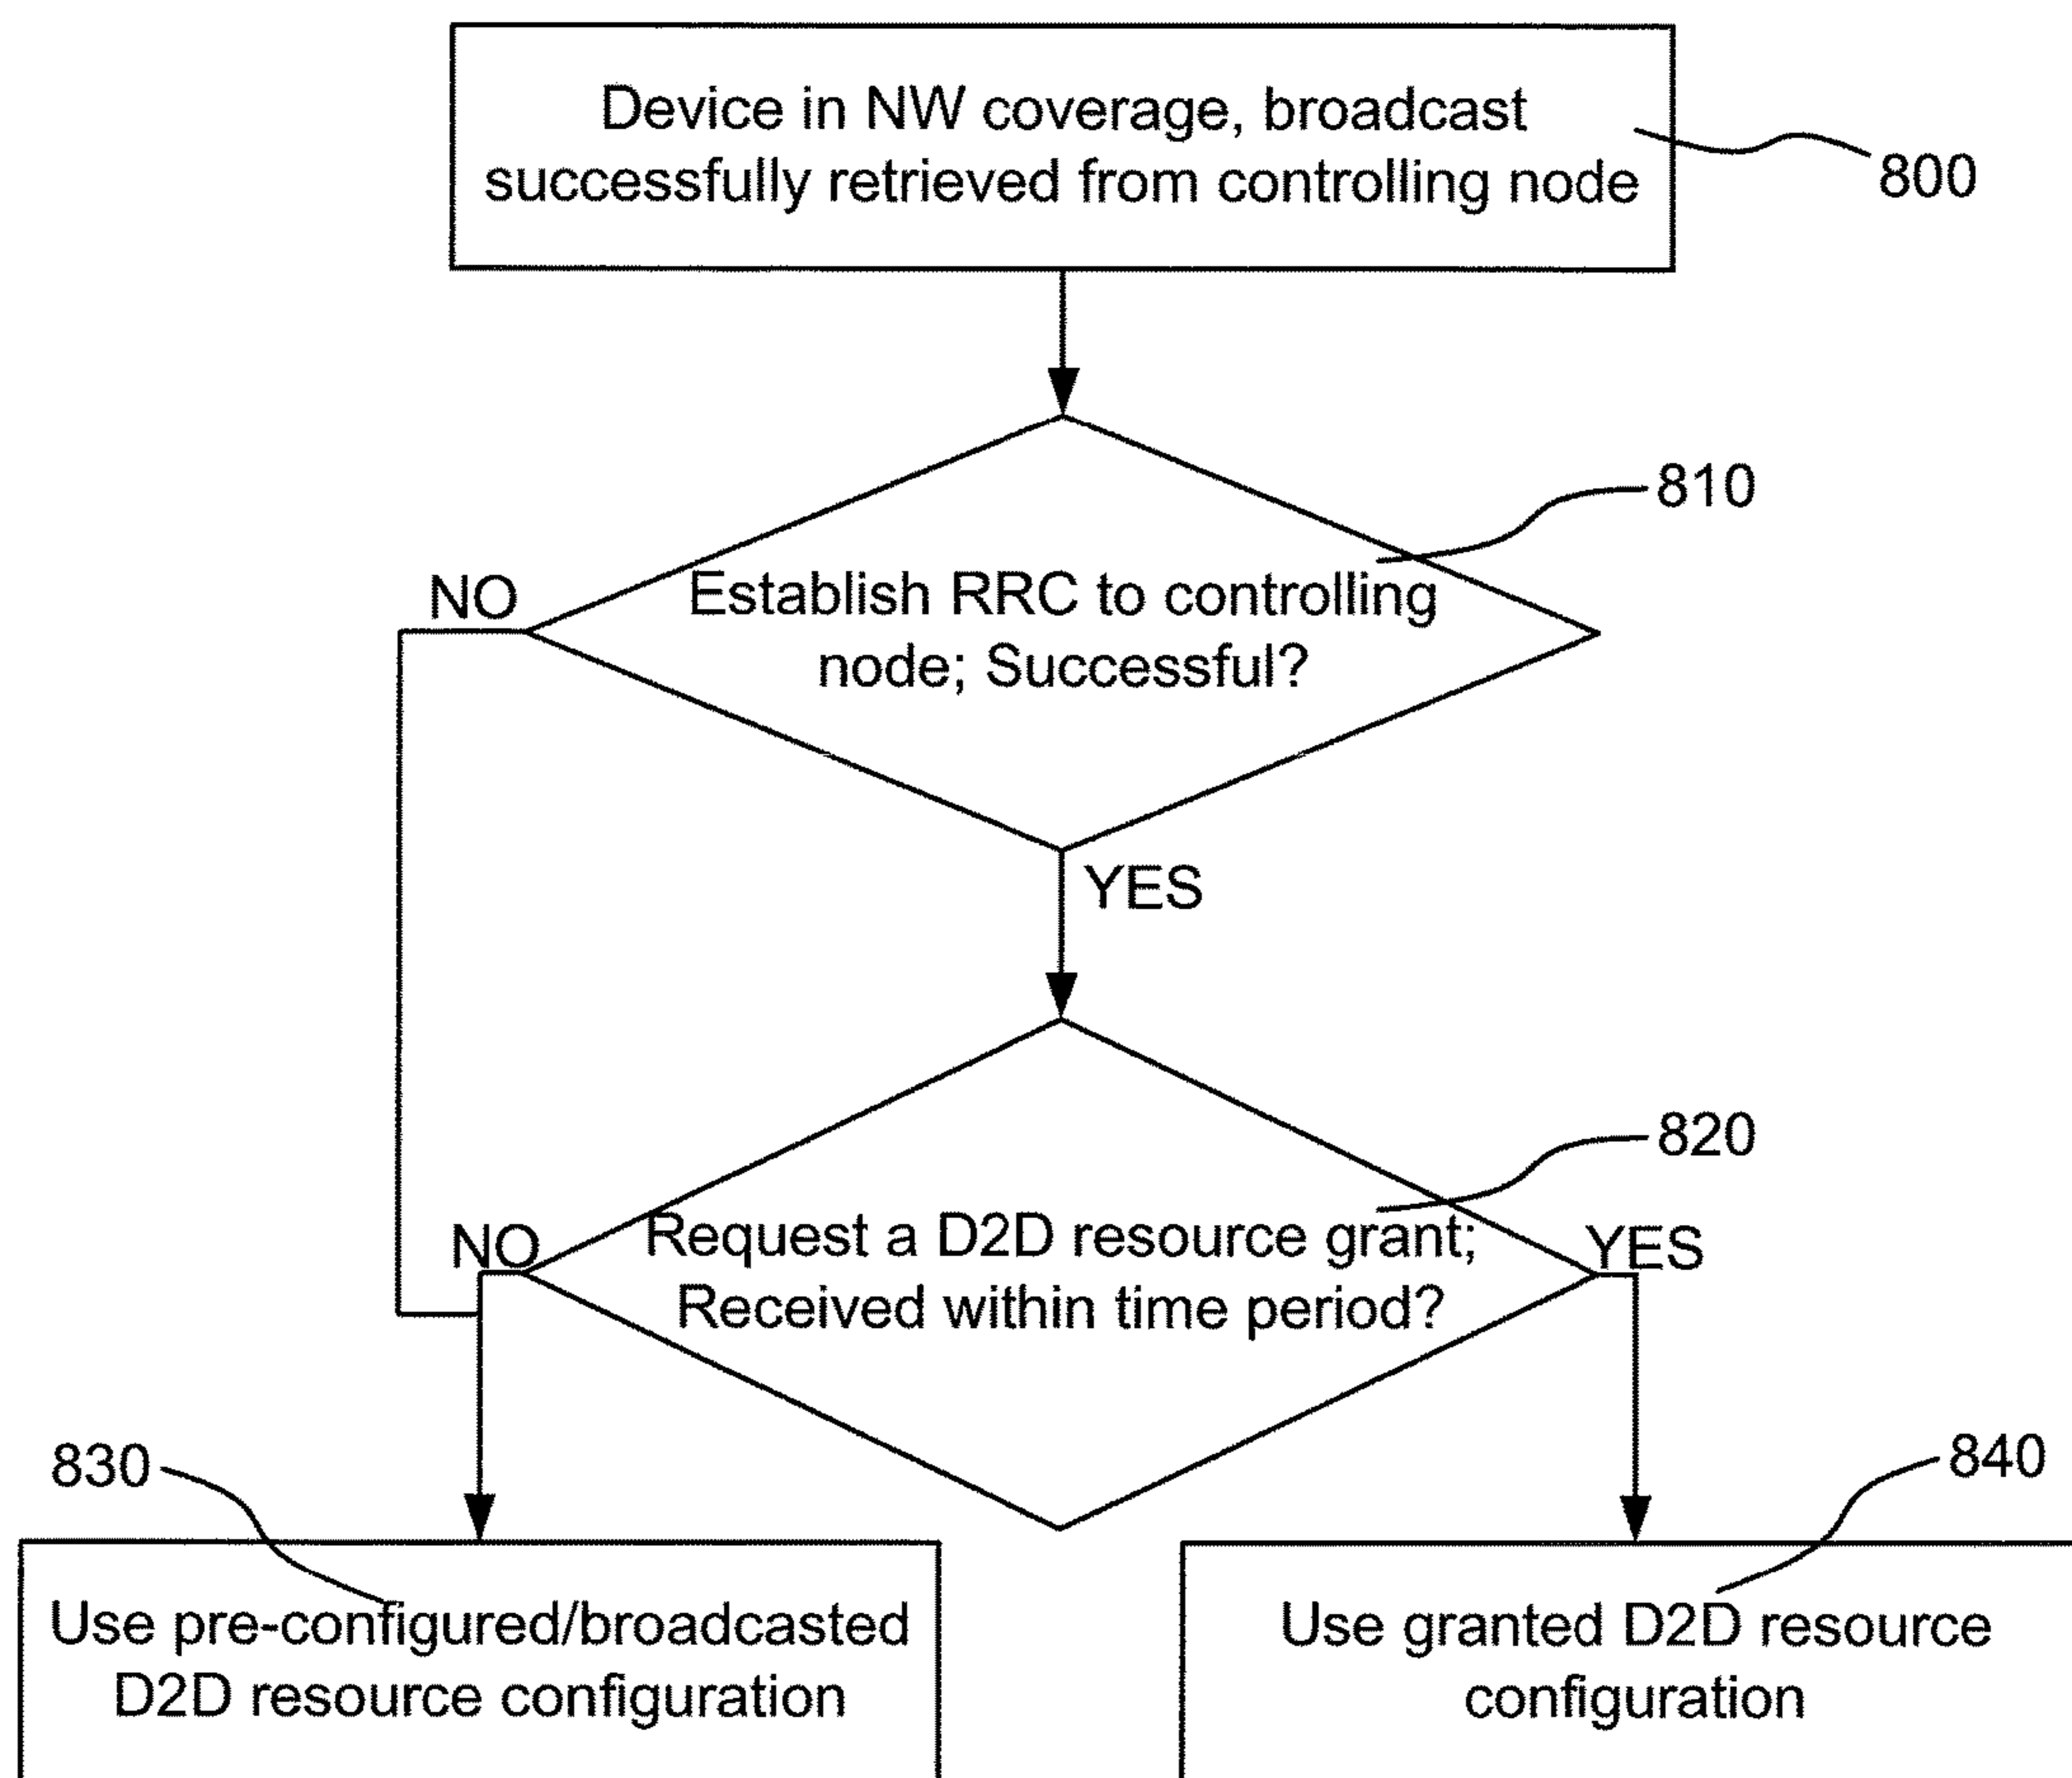 Device in NW coverage, broadcast
successfully retrieved from controlling node
800
810
NO
Establish RRC to controlling
node; Successful?
YES
820
NO
Request a D2D resource grant;
Received within time period?
YES
830
840
Use pre-configured/broadcasted
D2D resource configuration
Use granted D2D resource
configuration